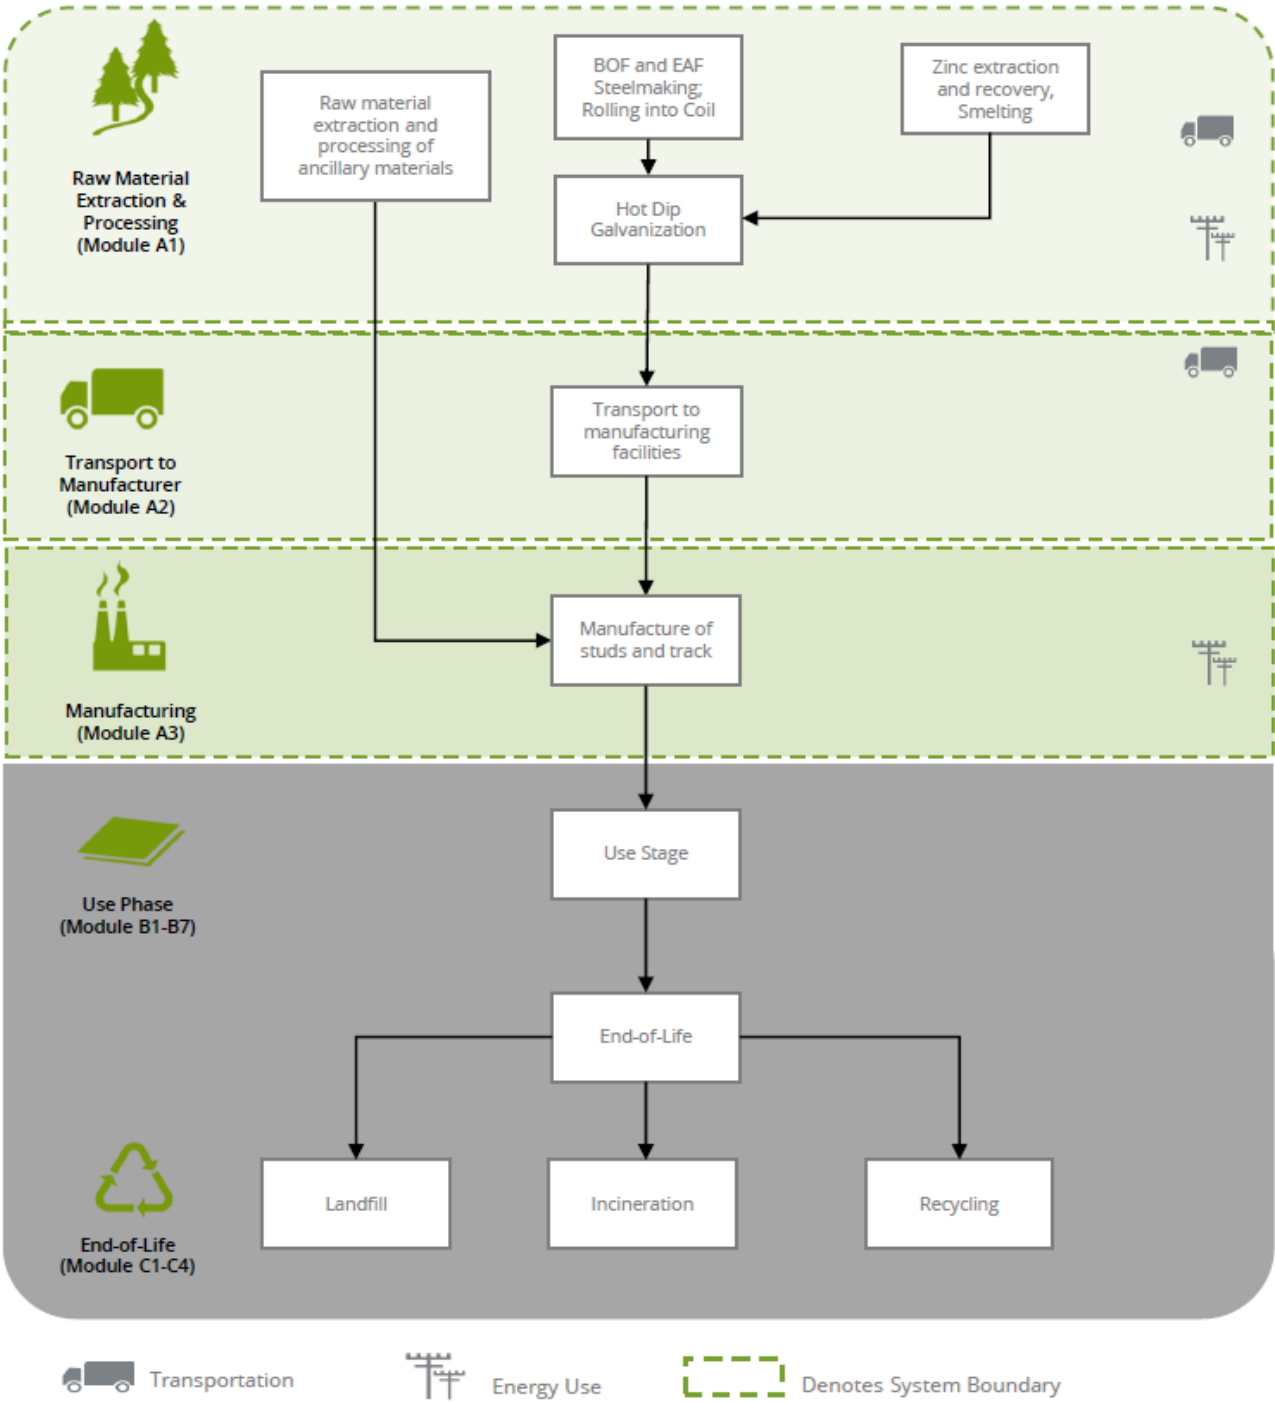 Raw Material
Extraction &
Processing
(Module A1)
Raw material
extraction and
processing of
ancillary materials
BOF and EAF
Steelmaking;
Rolling into Coil
Zinc extraction
and recovery,
Smelting
Hot Dip
Galvanization
Transport to
Manufacturer
(Module A2)
Transport to
manufacturing
facilities
Manufacturing
(Module A3)
Manufacture of
studs and track
Use Phase
(Module B1-B7)
Use Stage
End-of-Life
End-of-Life
(Module C1-C4)
Landfill
Incineration
Recycling
Transportation
Energy Use
Denotes System Boundary